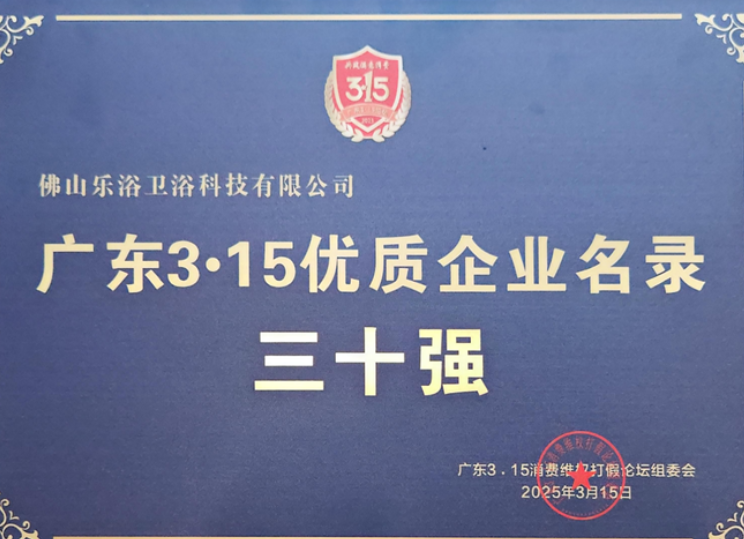 3·15
佛山乐浴卫浴科技有限公司
广东3·15优质企业名录
三十强
广东3.15消费维权打假论坛组委会
2025年3月15日